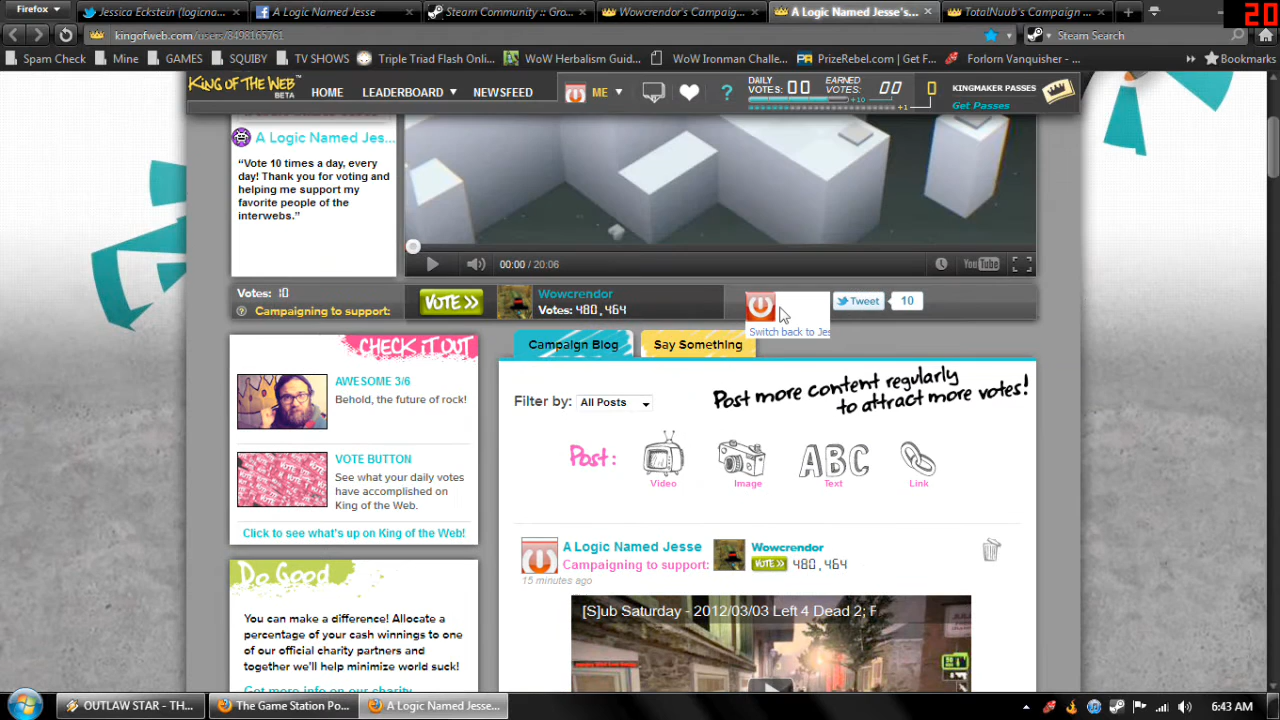 Firefox
Jessica Eckstein (logicna...
A Logic Named Jesse
Steam Community :: Gro...
Wowcrendor's Campaig...
A Logic Named Jesse's...
TotalNuub's Campaign ...
20
kingofweb.com/users/8498165761
Steam Search
Spam Check
Mine
GAMES
SQUIBY
TV SHOWS
Triple Triad Flash Onli...
WoW Herbalism Guid...
WoW Ironman Challe...
PrizeRebel.com | Get F...
Forlorn Vanquisher - ...
Bookmarks
KING OF THE WEB
BETA
HOME
LEADERBOARD
NEWSFEED
ME
?
DAILY VOTES: 00
+10
EARNED VOTES: 00
+1
0
KINGMAKER PASSES
Get Passes
A Logic Named Jes...
“Vote 10 times a day, every
day! Thank you for voting and
helping me support my
favorite people of the
interwebs.”
00:00 / 20:06
YouTube
Votes: 10
Campaigning to support:
VOTE >>
Wowcrendor
Votes: 480,464
Switch back to Jes
Tweet
10
CHECK IT OUT
AWESOME 3/6
Behold, the future of rock!
VOTE BUTTON
See what your daily votes
have accomplished on
King of the Web.
Click to see what's up on King of the Web!
Do Good
You can make a difference! Allocate
a percentage of your cash winnings to one
of our official charity partners and
together we'll help minimize world suck!
Get more info on our charity
Campaign Blog
Say Something
Filter by:
All Posts
Post more content regularly
to attract more votes!
Post:
Video
Image
ABC
Text
Link
A Logic Named Jesse
Campaigning to support:
15 minutes ago
Wowcrendor
VOTE >>
480,464
[S]ub Saturday - 2012/03/03 Left 4 Dead 2; F
OUTLAW STAR - TH...
The Game Station Po...
A Logic Named Jesse...
6:43 AM